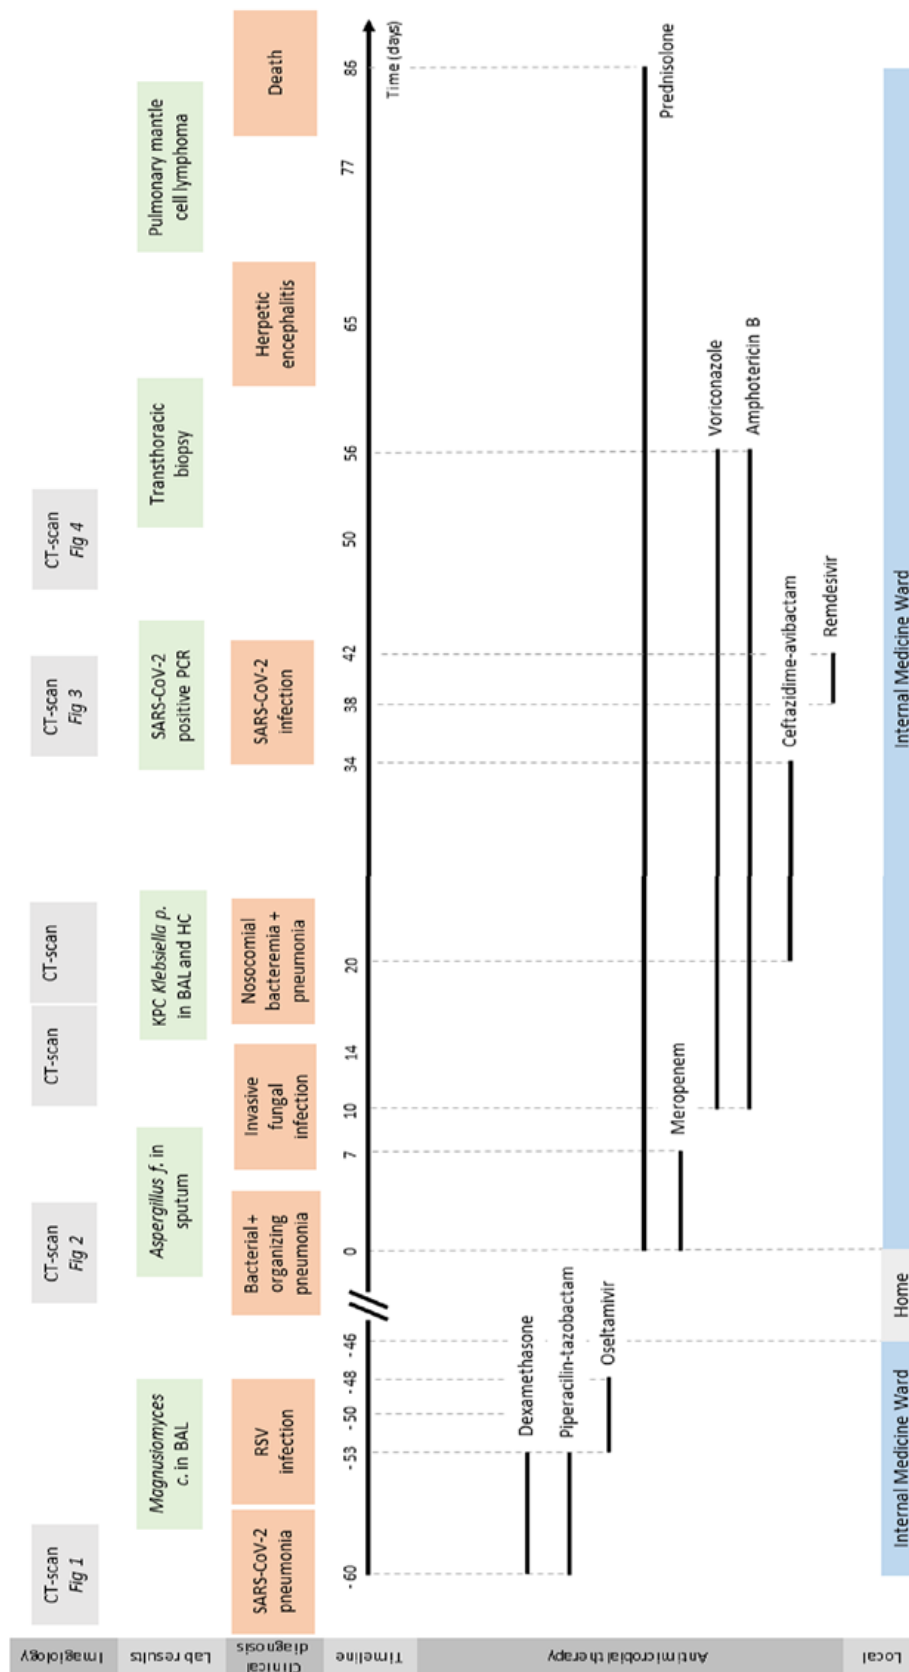 Imagiology
CT-scan
Fig 1
CT-scan
Fig 2
CT-scan
CT-scan
CT-scan
Fig 3
CT-scan
Fig 4
Lab results
Magnusiomyces
c. in BAL
Aspergillus f. in
sputum
KPC Klebsiella p.
in BAL and HC
SARS-CoV-2
positive PCR
Transthoracic
biopsy
Pulmonary mantle
cell lymphoma
Clinical
diagnosis
SARS-CoV-2
pneumonia
RSV
infection
Bacterial +
organizing
pneumonia
Invasive
fungal
infection
Nosocomial
bacteremia +
pneumonia
SARS-CoV-2
infection
Herpetic
encephalitis
Death
Timeline
-60 -53 -50 -48 -46 0 7 10 14 20 34 38 42 50 56 65 77 86
Time (days)
Antimicrobial therapy
Dexamethasone
Piperacilin-tazobactam
Oseltamivir
Prednisolone
Meropenem
Voriconazole
Amphotericin B
Ceftazidime-avibactam
Remdesivir
Local
Internal Medicine Ward
Home
Internal Medicine Ward